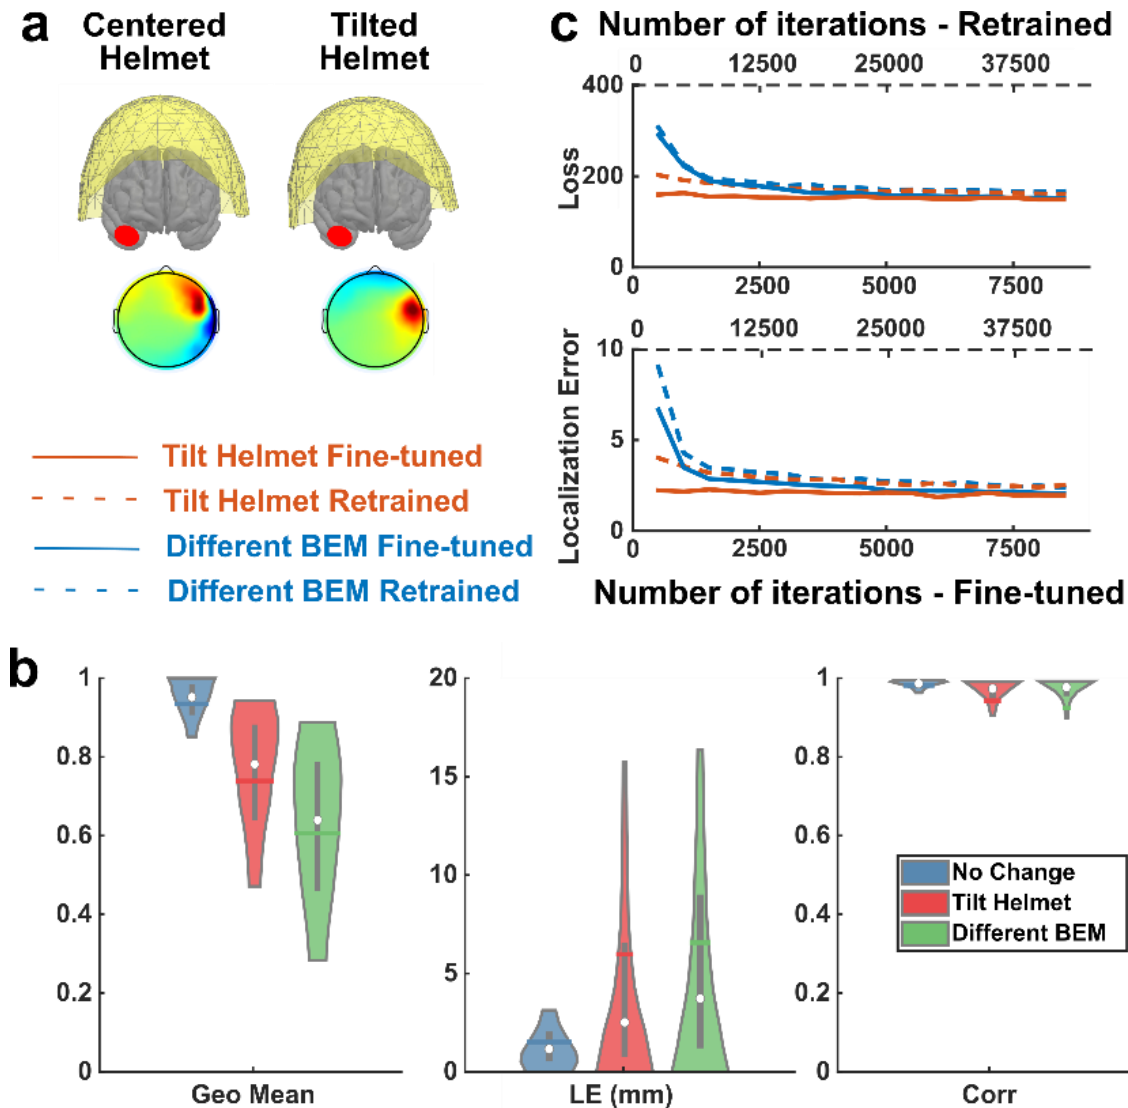 a
Centered
Helmet
Tilted
Helmet
Tilt Helmet Fine-tuned
Tilt Helmet Retrained
Different BEM Fine-tuned
Different BEM Retrained
c
Number of iterations - Retrained
0 12500 25000 37500
400
200
0
Loss
0 2500 5000 7500
0 12500 25000 37500
10
5
0
Localization Error
0 2500 5000 7500
Number of iterations - Fine-tuned
b
1
0.8
0.6
0.4
0.2
0
Geo Mean
20
15
10
5
0
LE (mm)
1
0.8
0.6
0.4
0.2
0
Corr
No Change
Tilt Helmet
Different BEM